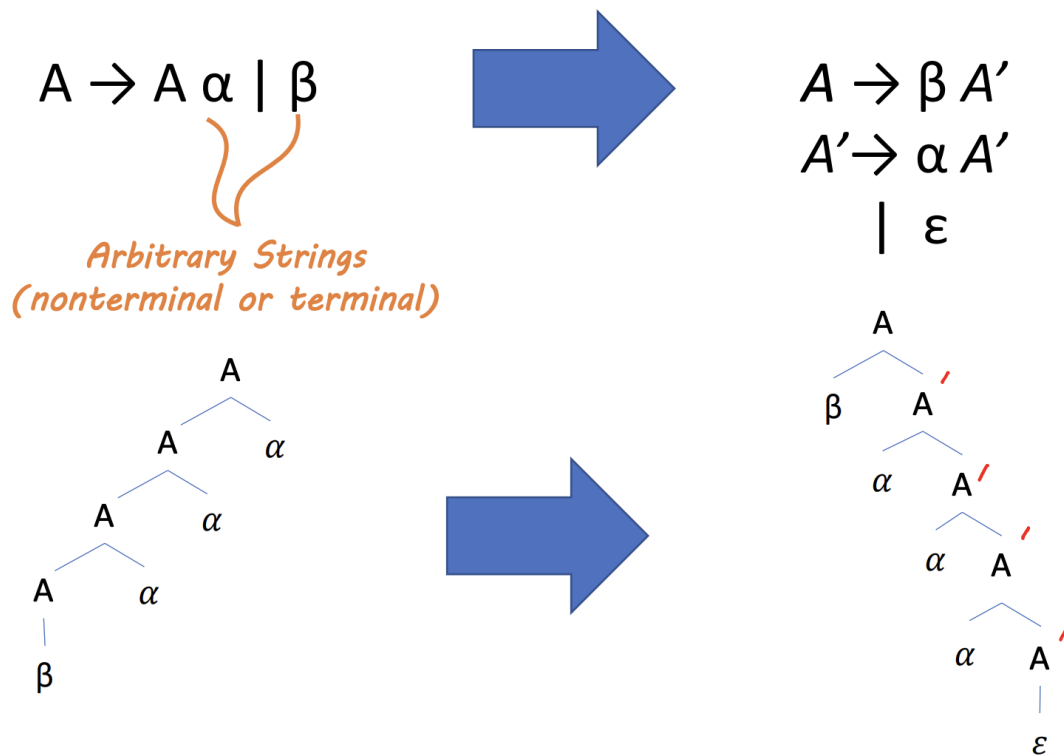 A → A α | β
Arbitrary Strings
(nonterminal or terminal)
A → β A′
A′→ α A′
| ε
A
A α
A α
A α
β
A
β A′
α A′
α A′
α A′
ε